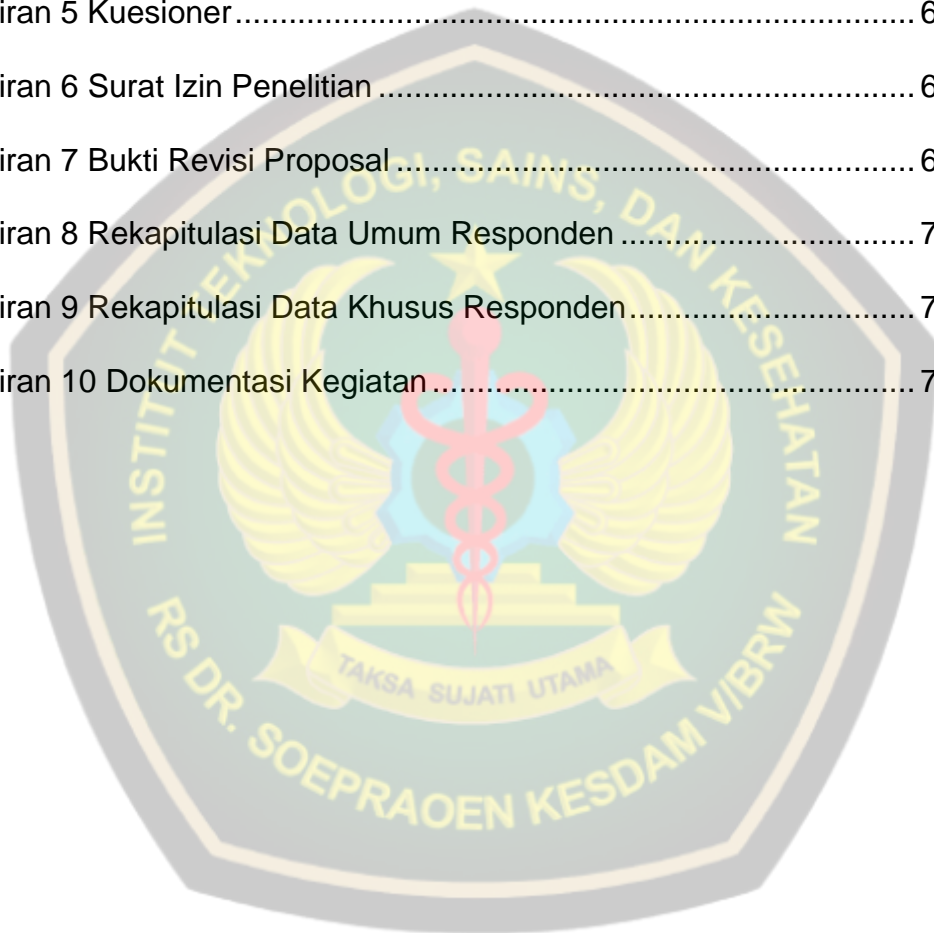 iran 5 Kuesioner.................................................................................. 6
iran 6 Surat Izin Penelitian ................................................................ 6
iran 7 Bukti Revisi Proposal.............................................................. 6
iran 8 Rekapitulasi Data Umum Responden ................................... 7
iran 9 Rekapitulasi Data Khusus Responden.................................. 7
iran 10 Dokumentasi Kegiatan.......................................................... 7
INSTITUT TEKNOLOGI, SAINS, DAN KESEHATAN
TAKSA SUJATI UTAMA
RS DR. SOEPRAOEN KESDAM V/BRW